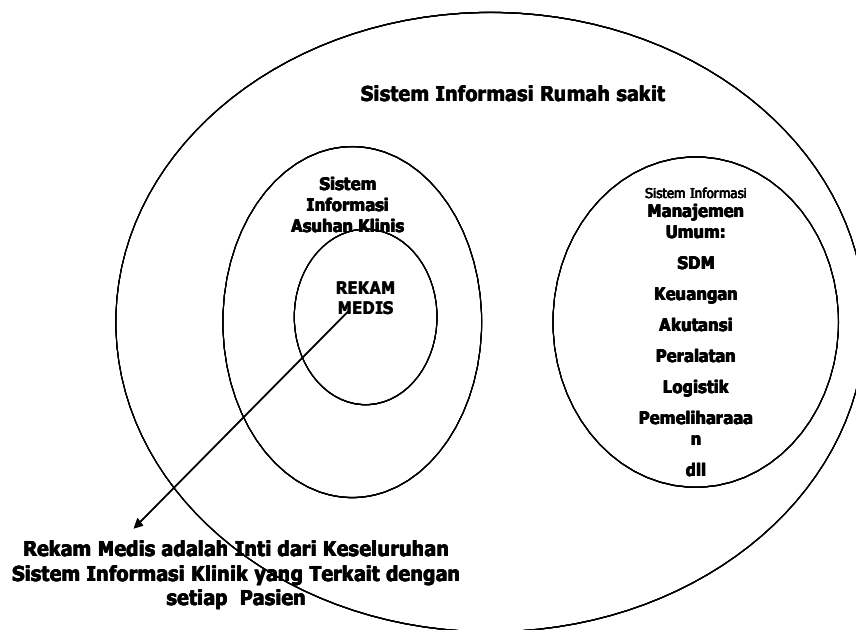 Sistem Informasi Rumah sakit
Sistem
Informasi
Asuhan Klinis
REKAM
MEDIS
Sistem Informasi
Manajemen
Umum:
SDM
Keuangan
Akutansi
Peralatan
Logistik
Pemeliharaaa
n
dll
Rekam Medis adalah Inti dari Keseluruhan
Sistem Informasi Klinik yang Terkait dengan
setiap Pasien